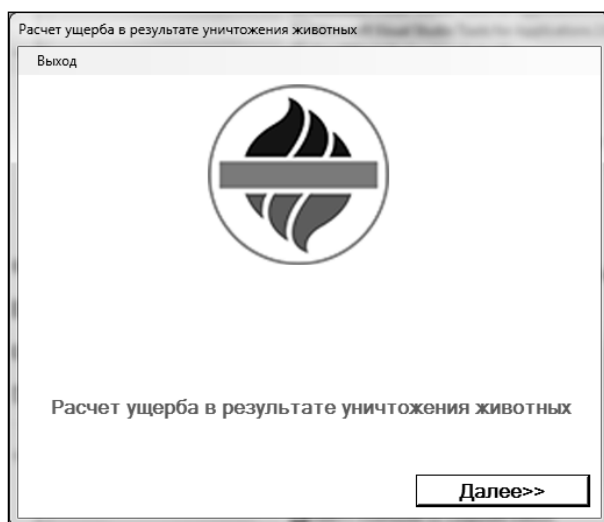 Расчет ущерба в результате уничтожения животных
Выход
Расчет ущерба в результате уничтожения животных
Далее>>